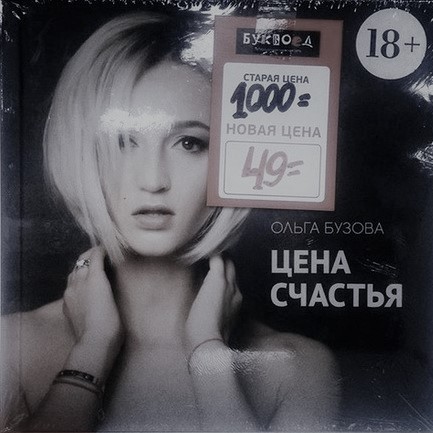 БУКВОЕД
18+
СТАРАЯ ЦЕНА
1000=
НОВАЯ ЦЕНА
49=
ОЛЬГА БУЗОВА
ЦЕНА
СЧАСТЬЯ